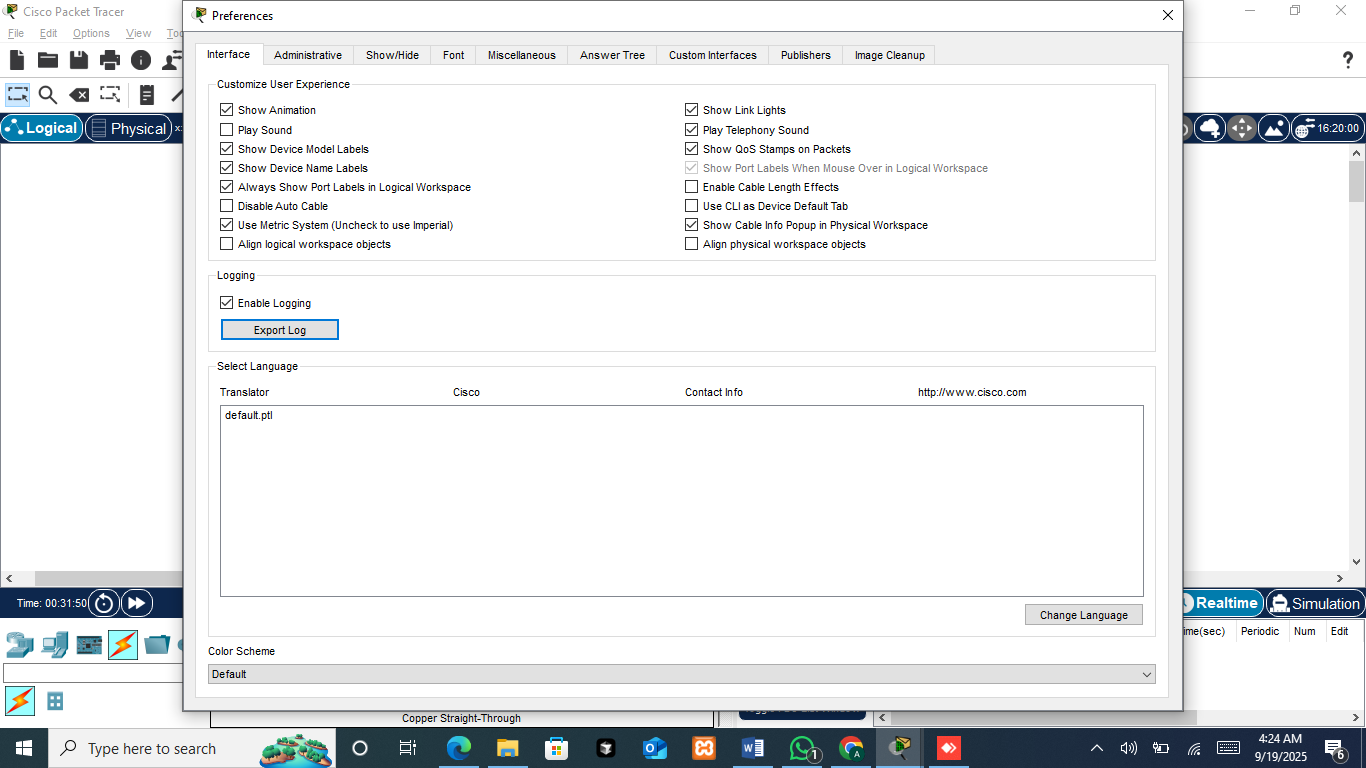 Cisco Packet Tracer
Preferences
File Edit Options View
Interface Administrative Show/Hide Font Miscellaneous Answer Tree Custom Interfaces Publishers Image Cleanup
Customize User Experience
Show Animation
Show Link Lights
Play Sound
Play Telephony Sound
Show Device Model Labels
Show QoS Stamps on Packets
Show Device Name Labels
Show Port Labels When Mouse Over in Logical Workspace
Always Show Port Labels in Logical Workspace
Enable Cable Length Effects
Disable Auto Cable
Use CLI as Device Default Tab
Use Metric System (Uncheck to use Imperial)
Show Cable Info Popup in Physical Workspace
Align logical workspace objects
Align physical workspace objects
Logical Physical
16:20:00
Logging
Enable Logging
Export Log
Select Language
Translator Cisco Contact Info http://www.cisco.com
default.ptl
Change Language
Color Scheme
Default
Time: 00:31:50
Realtime Simulation
Periodic Num Edit
Copper Straight-Through
Type here to search
1
A
4:24 AM
9/19/2025
6